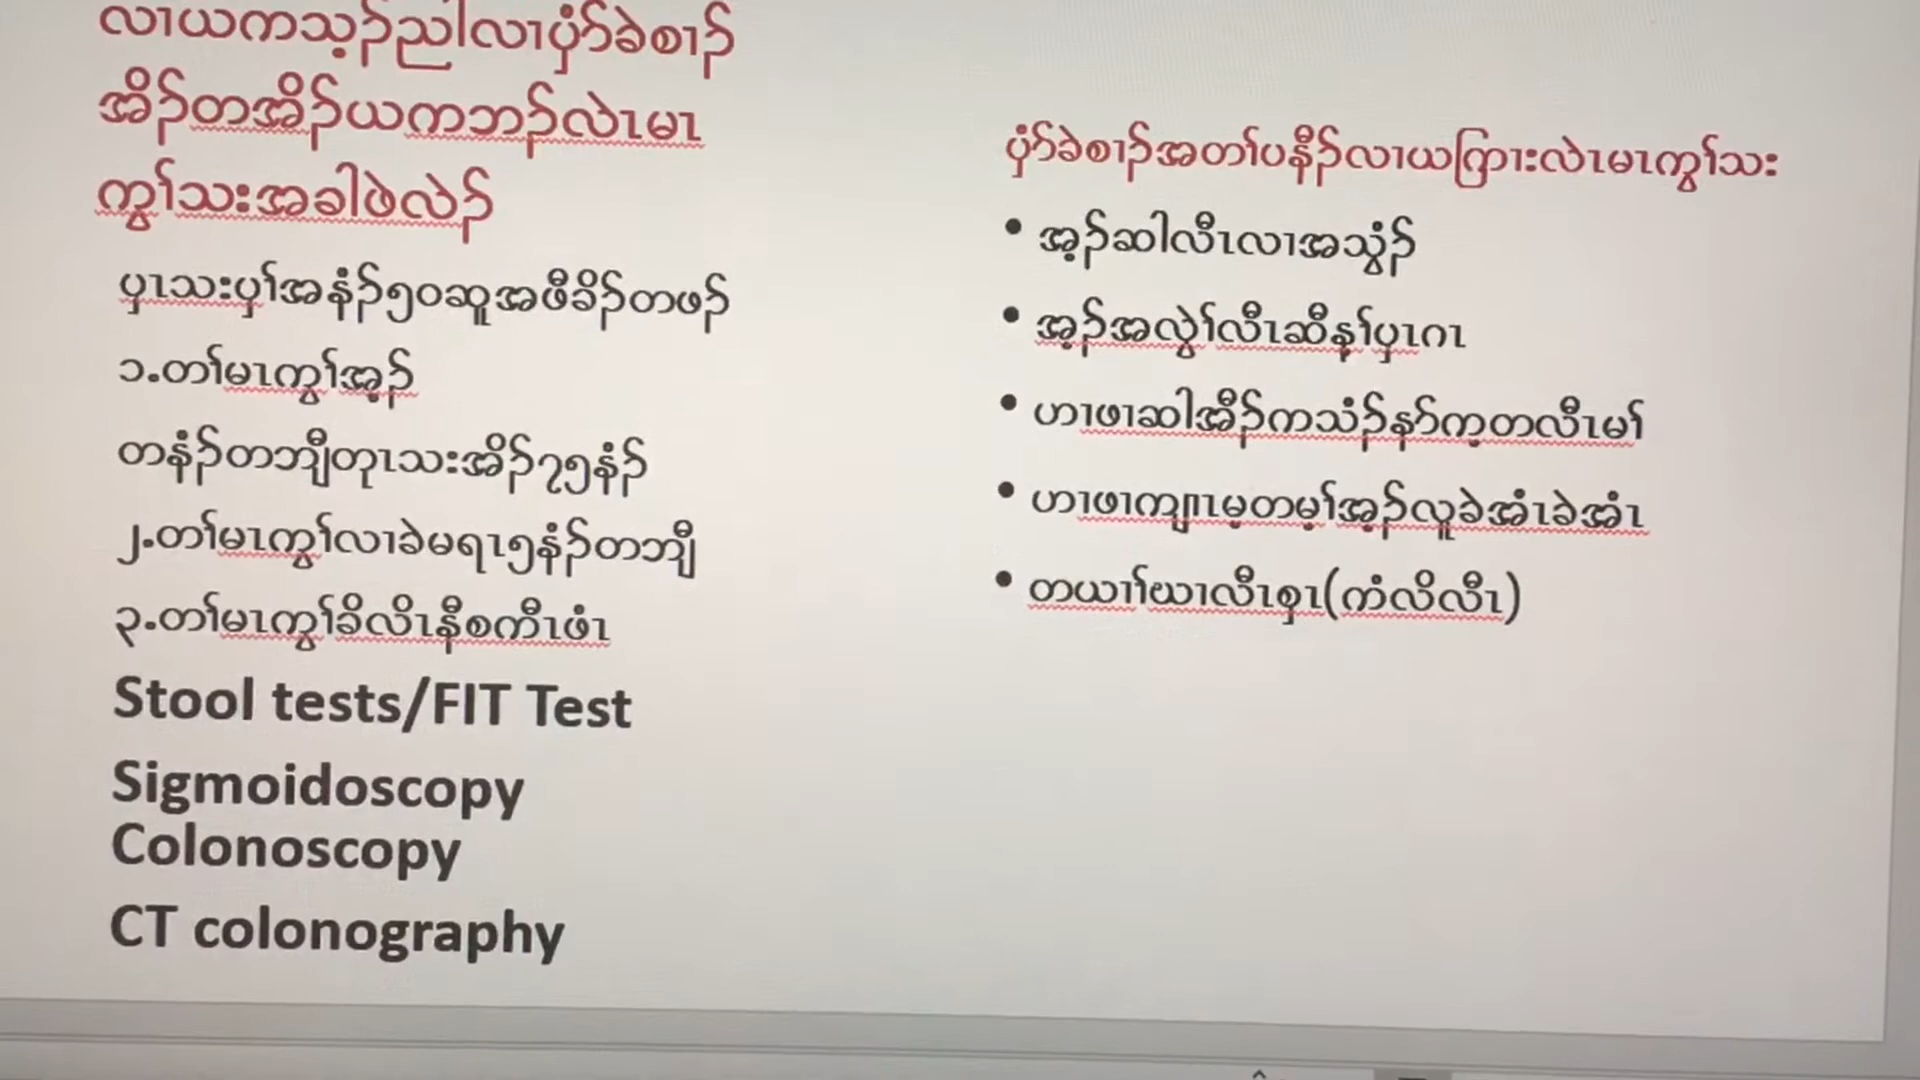 လၢယကသ့ၣ်ညါလၢပှံာ်ခဲစၢၣ်
အိၣ်တအိၣ်ယကဘၣ်လဲၤမၤ
ကွၢ်သးအခါဖဲလဲၣ်
ပှၤသးပှၢ်အနံၣ်၅၀ဆူအဖီခိၣ်တဖၣ်
၁.တၢ်မၤကွၢ်အ့ၣ်
တနံၣ်တဘျီတုၤသးအိၣ်၇၅နံၣ်
၂.တၢ်မၤကွၢ်လၢခဲမရၤ၅နံၣ်တဘျီ
၃.တၢ်မၤကွၢ်ခိလိၤနီစကီၤဖံၤ
Stool tests/FIT Test
Sigmoidoscopy
Colonoscopy
CT colonography
ပှံာ်ခဲစၢၣ်အတၢ်ပနီၣ်လၢယကြၢးလဲၤမၤကွၢ်သး
• အ့ၣ်ဆါလီၤလၢအသွံၣ်
• အ့ၣ်အလွဲၢ်လီၤဆီန့ၢ်ပှၤဂၤ
• ဟၢဖၢဆါအီၣ်ကသံၣ်နာ်က့တလီၤမၢ်
• ဟၢဖၢကျၢၤမ့တမ့ၢ်အ့ၣ်လူခဲအံၤခဲအံၤ
• တယၢၢ်ဃၢလီၤစှၤ(ကံလိလီၤ)